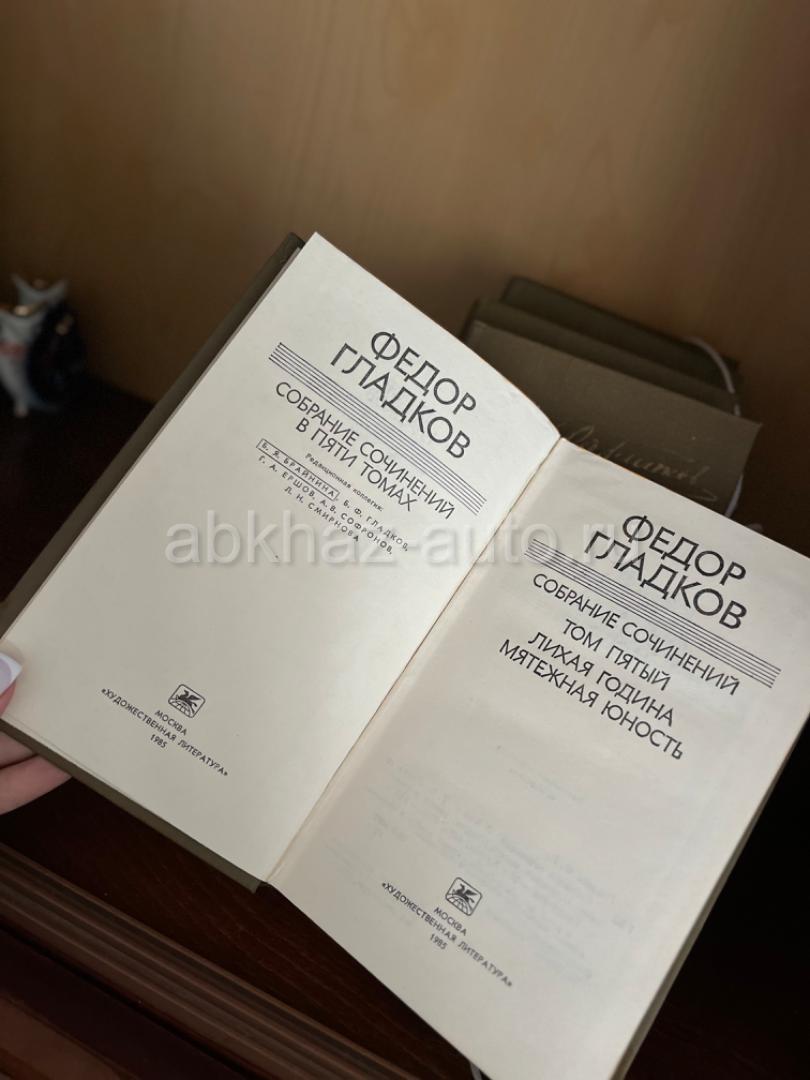 ФЕДОР
ГЛАДКОВ
СОБРАНИЕ СОЧИНЕНИЙ
В ПЯТИ ТОМАХ
Редакционная коллегия:
Б. Я. БРАЙНИНА, Б. Ф. ГЛАДКОВ,
Г. А. ЕРШОВ, А. В. СОФРОНОВ,
Л. Н. СМИРНОВА
МОСКВА
«ХУДОЖЕСТВЕННАЯ ЛИТЕРАТУРА»
1985
ФЕДОР
ГЛАДКОВ
СОБРАНИЕ СОЧИНЕНИЙ
ТОМ ПЯТЫЙ
ЛИХАЯ ГОДИНА
МЯТЕЖНАЯ ЮНОСТЬ
МОСКВА
«ХУДОЖЕСТВЕННАЯ ЛИТЕРАТУРА»
1985
abkhaz-auto.ru